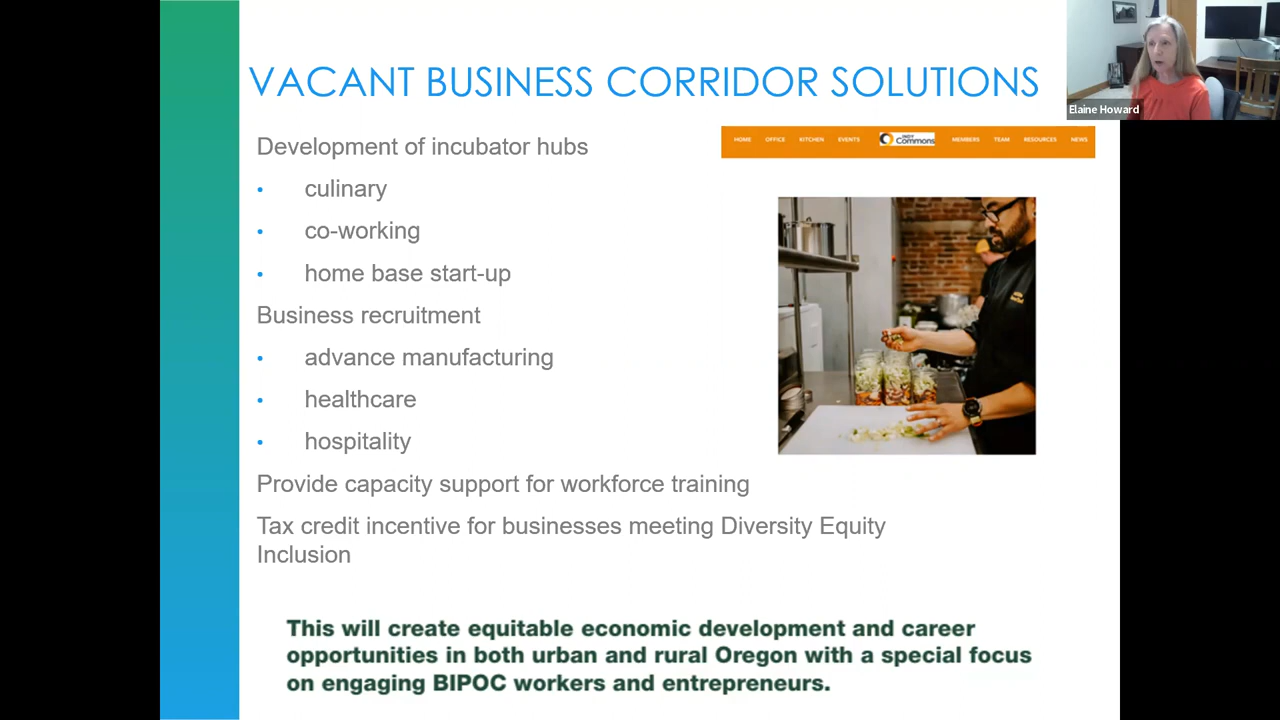 VACANT BUSINESS CORRIDOR SOLUTIONS
Elaine Howard
HOME OFFICE KITCHEN EVENTS INDY Commons MEMBERS TEAM RESOURCES NEWS
Development of incubator hubs
• culinary
• co-working
• home base start-up
Business recruitment
• advance manufacturing
• healthcare
• hospitality
Provide capacity support for workforce training
Tax credit incentive for businesses meeting Diversity Equity
Inclusion
This will create equitable economic development and career
opportunities in both urban and rural Oregon with a special focus
on engaging BIPOC workers and entrepreneurs.